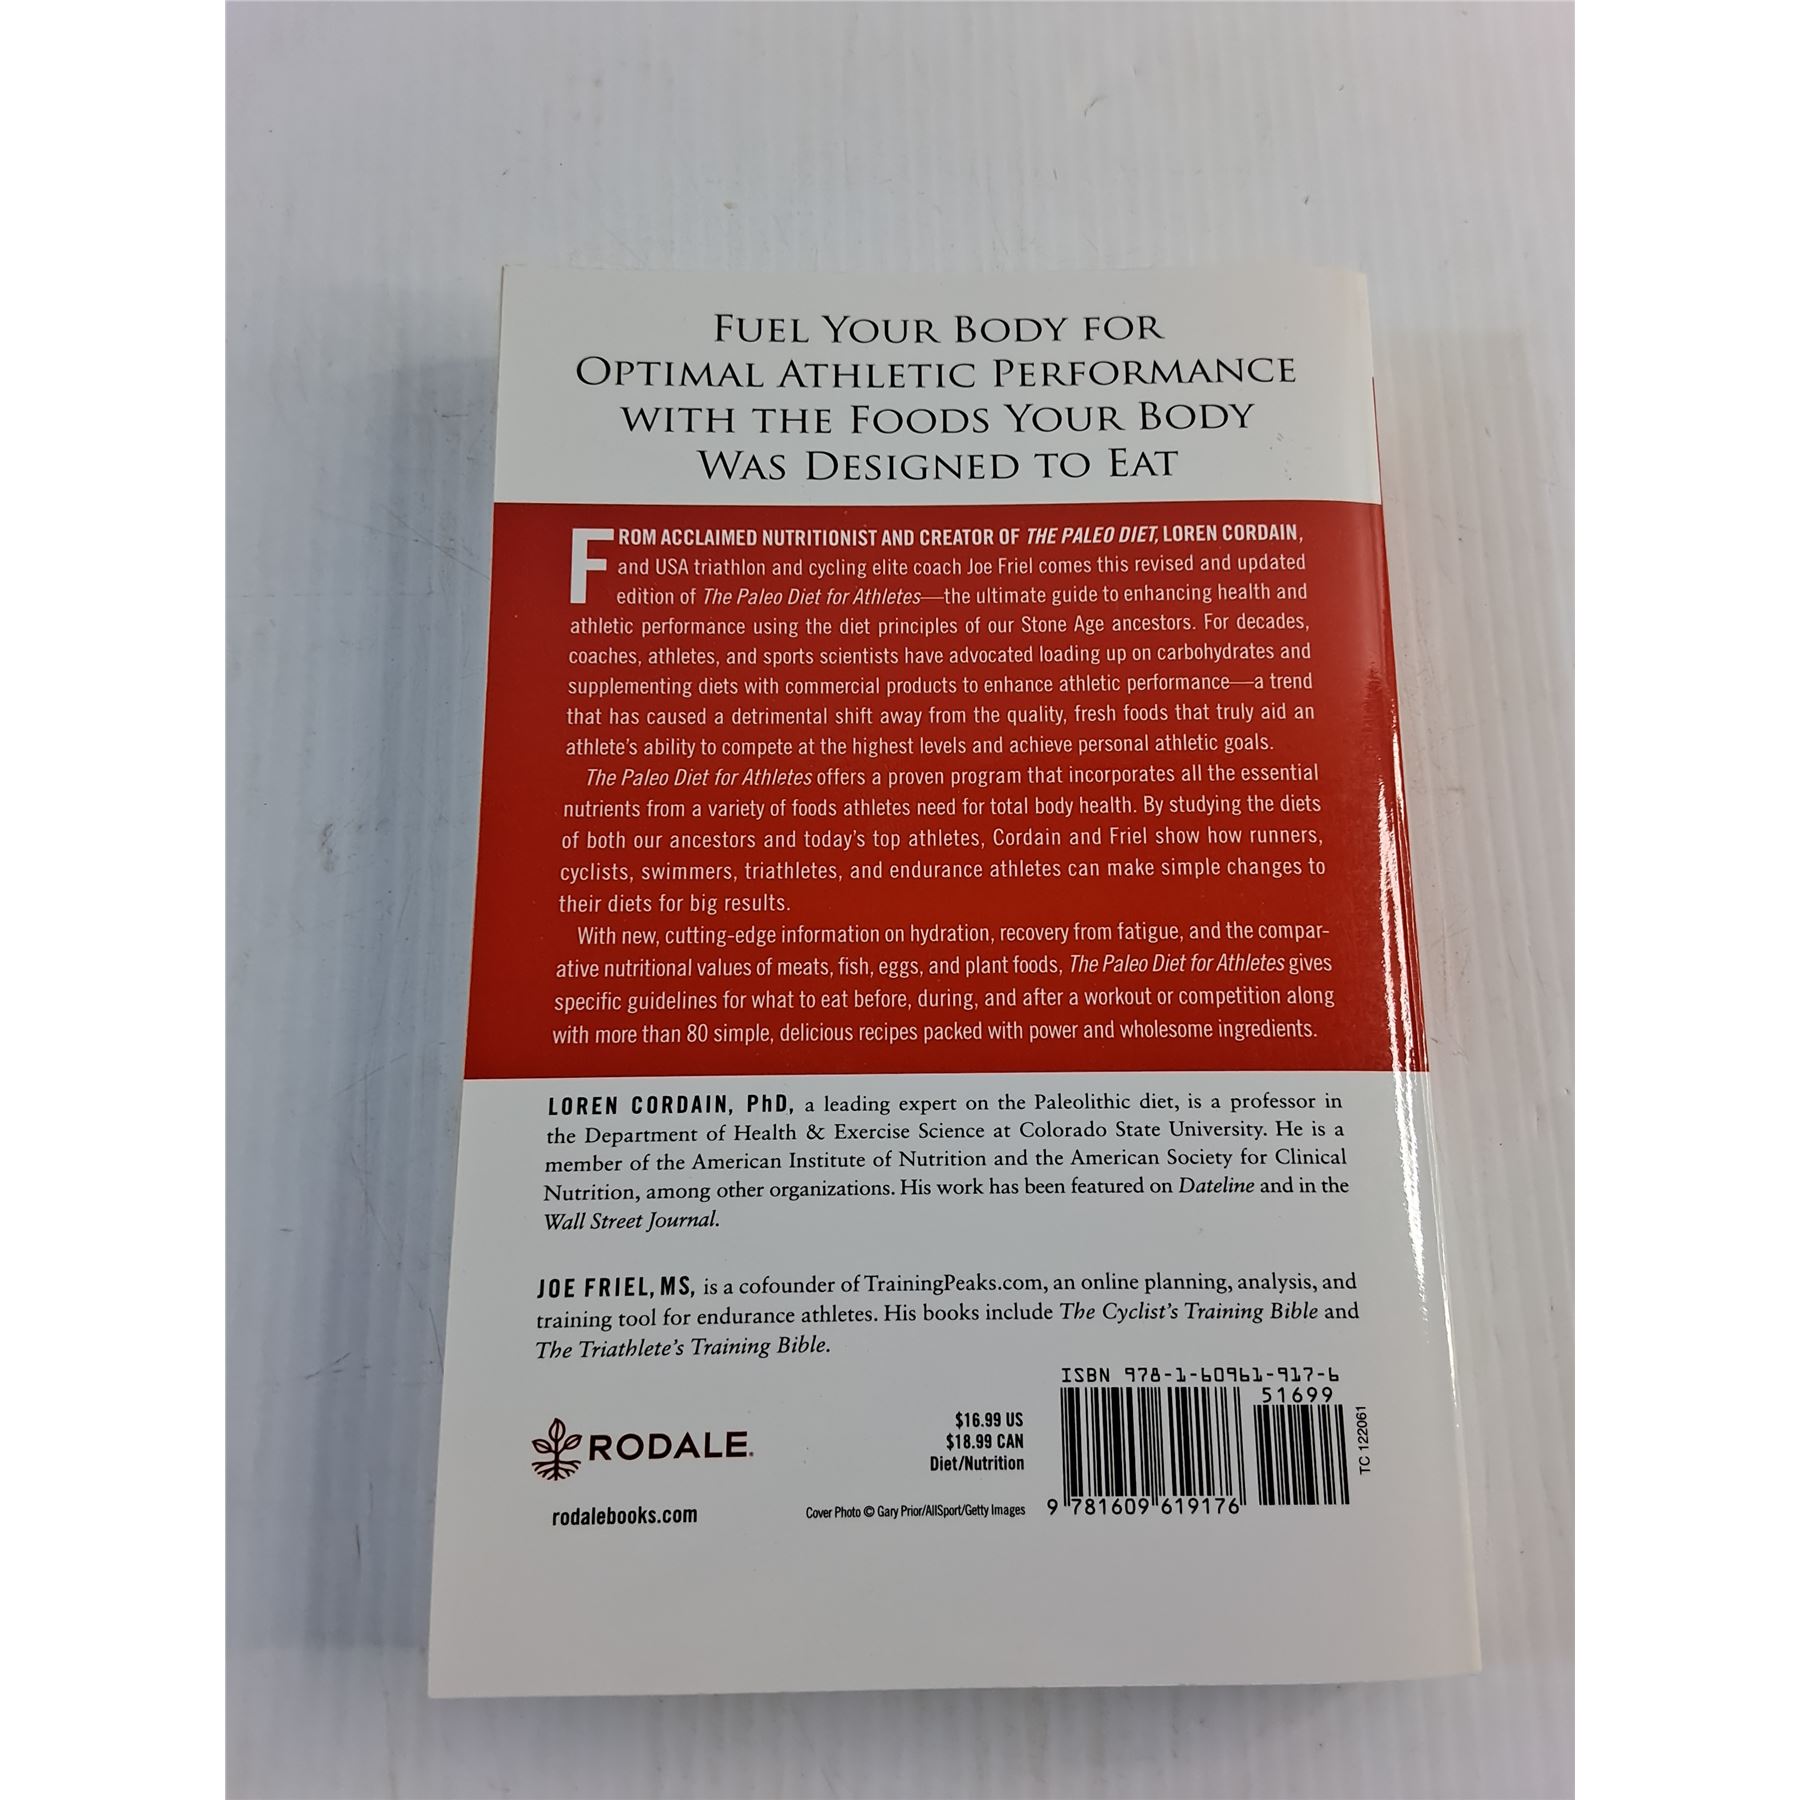 FUEL YOUR BODY FOR
OPTIMAL ATHLETIC PERFORMANCE
WITH THE FOODS YOUR BODY
WAS DESIGNED TO EAT
FROM ACCLAIMED NUTRITIONIST AND CREATOR OF THE PALEO DIET, LOREN CORDAIN,
and USA triathlon and cycling elite coach Joe Friel comes this revised and updated
edition of The Paleo Diet for Athletes—the ultimate guide to enhancing health and
athletic performance using the diet principles of our Stone Age ancestors. For decades,
coaches, athletes, and sports scientists have advocated loading up on carbohydrates and
supplementing diets with commercial products to enhance athletic performance—a trend
that has caused a detrimental shift away from the quality, fresh foods that truly aid an
athlete's ability to compete at the highest levels and achieve personal athletic goals.
The Paleo Diet for Athletes offers a proven program that incorporates all the essential
nutrients from a variety of foods athletes need for total body health. By studying the diets
of both our ancestors and today's top athletes, Cordain and Friel show how runners,
cyclists, swimmers, triathletes, and endurance athletes can make simple changes to
their diets for big results.
With new, cutting-edge information on hydration, recovery from fatigue, and the compar-
ative nutritional values of meats, fish, eggs, and plant foods, The Paleo Diet for Athletes gives
specific guidelines for what to eat before, during, and after a workout or competition along
with more than 80 simple, delicious recipes packed with power and wholesome ingredients.
LOREN CORDAIN, PhD, a leading expert on the Paleolithic diet, is a professor in
the Department of Health & Exercise Science at Colorado State University. He is a
member of the American Institute of Nutrition and the American Society for Clinical
Nutrition, among other organizations. His work has been featured on Dateline and in the
Wall Street Journal.
JOE FRIEL, MS, is a cofounder of TrainingPeaks.com, an online planning, analysis, and
training tool for endurance athletes. His books include The Cyclist's Training Bible and
The Triathlete's Training Bible.
RODALE.
rodalebooks.com
$16.99 US
$18.99 CAN
Diet/Nutrition
Cover Photo © Gary Prior/AllSport/Getty Images
ISBN 978-1-60961-917-6
51699
9 781609 619176
TC 122061